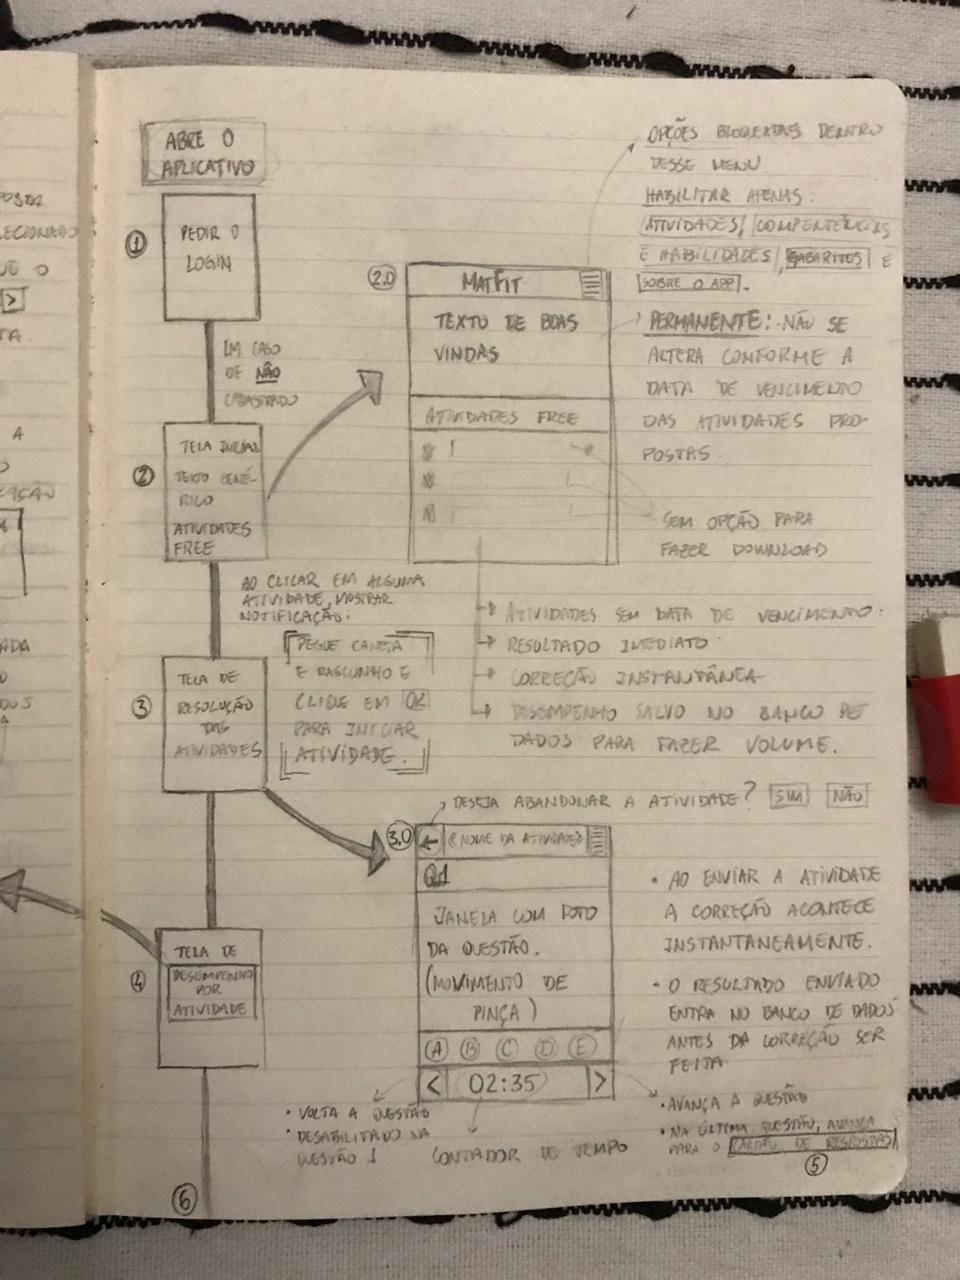 ABRE O
APLICATIVO
1
PEDIR O
LOGIN
EM CASO
DE NÃO
CADASTRADO
2
TELA INICIAL
TEXTO GENÉ-
RICO
ATIVIDADES
FREE
AO CLICAR EM ALGUMA
ATIVIDADE, MOSTRAR
NOTIFICAÇÃO:
PEGUE CANETA
E RASCUNHO E
CLIQUE EM OK
PARA INICIAR
ATIVIDADE.
3
TELA DE
RESOLUÇÃO
DAS
ATIVIDADES
4
TELA DE
DESEMPENHO
POR
ATIVIDADE
6
2.0
MATFIT
TEXTO DE BOAS
VINDAS
ATIVIDADES FREE
OPÇÕES BLOQUEADAS DENTRO
DESSE MENU
HABILITAR APENAS:
ATIVIDADES, COMPETÊNCIAS
E HABILIDADES, GABARITOS E
SOBRE O APP.
PERMANENTE: NÃO SE
ALTERA CONFORME A
DATA DE VENCIMENTO
DAS ATIVIDADES PRO-
POSTAS
SEM OPÇÃO PARA
FAZER DOWNLOAD
ATIVIDADES SEM DATA DE VENCIMENTO:
RESULTADO IMEDIATO
CORREÇÃO INSTANTÂNEA
DESEMPENHO SALVO NO BANCO DE
DADOS PARA FAZER VOLUME.
DESEJA ABANDONAR A ATIVIDADE? SIM NÃO
3.0
← «NOME DA ATIVIDADE»
Q1
JANELA COM FOTO
DA QUESTÃO.
(MOVIMENTO DE
PINÇA)
A B C D E
< 02:35 >
• VOLTA A QUESTÃO
• DESABILITADO NA
QUESTÃO 1
CONTADOR DE TEMPO
• AO ENVIAR A ATIVIDADE
A CORREÇÃO ACONTECE
INSTANTANEAMENTE.
• O RESULTADO ENVIADO
ENTRA NO BANCO DE DADOS
ANTES DA CORREÇÃO SER
FEITA
• AVANÇA A QUESTÃO
• NA ÚLTIMA QUESTÃO, AVANÇA
PARA O CARTÃO DE RESPOSTAS
5